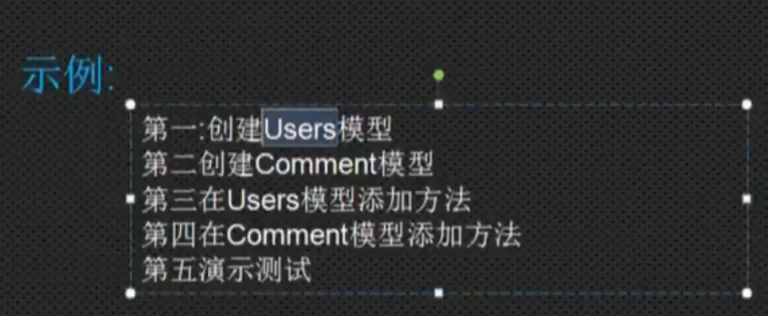 示例:
第一:创建Users模型
第二创建Comment模型
第三在Users模型添加方法
第四在Comment模型添加方法
第五演示测试